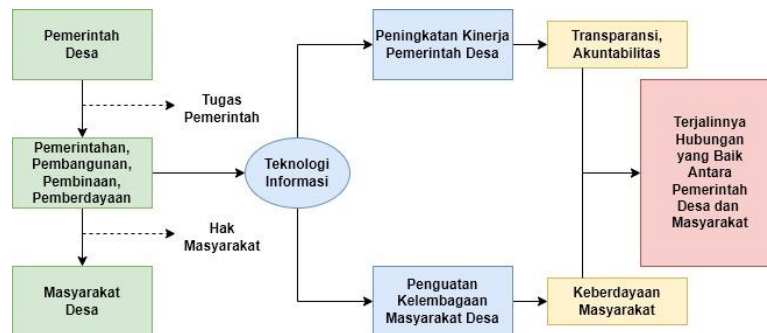 Pemerintah
Desa
Tugas
Pemerintah
Pemerintahan,
Pembangunan,
Pembinaan,
Pemberdayaan
Hak
Masyarakat
Masyarakat
Desa
Teknologi
Informasi
Peningkatan Kinerja
Pemerintah Desa
Penguatan
Kelembagaan
Masyarakat Desa
Transparansi,
Akuntabilitas
Keberdayaan
Masyarakat
Terjalinnya
Hubungan
yang Baik
Antara
Pemerintah
Desa dan
Masyarakat